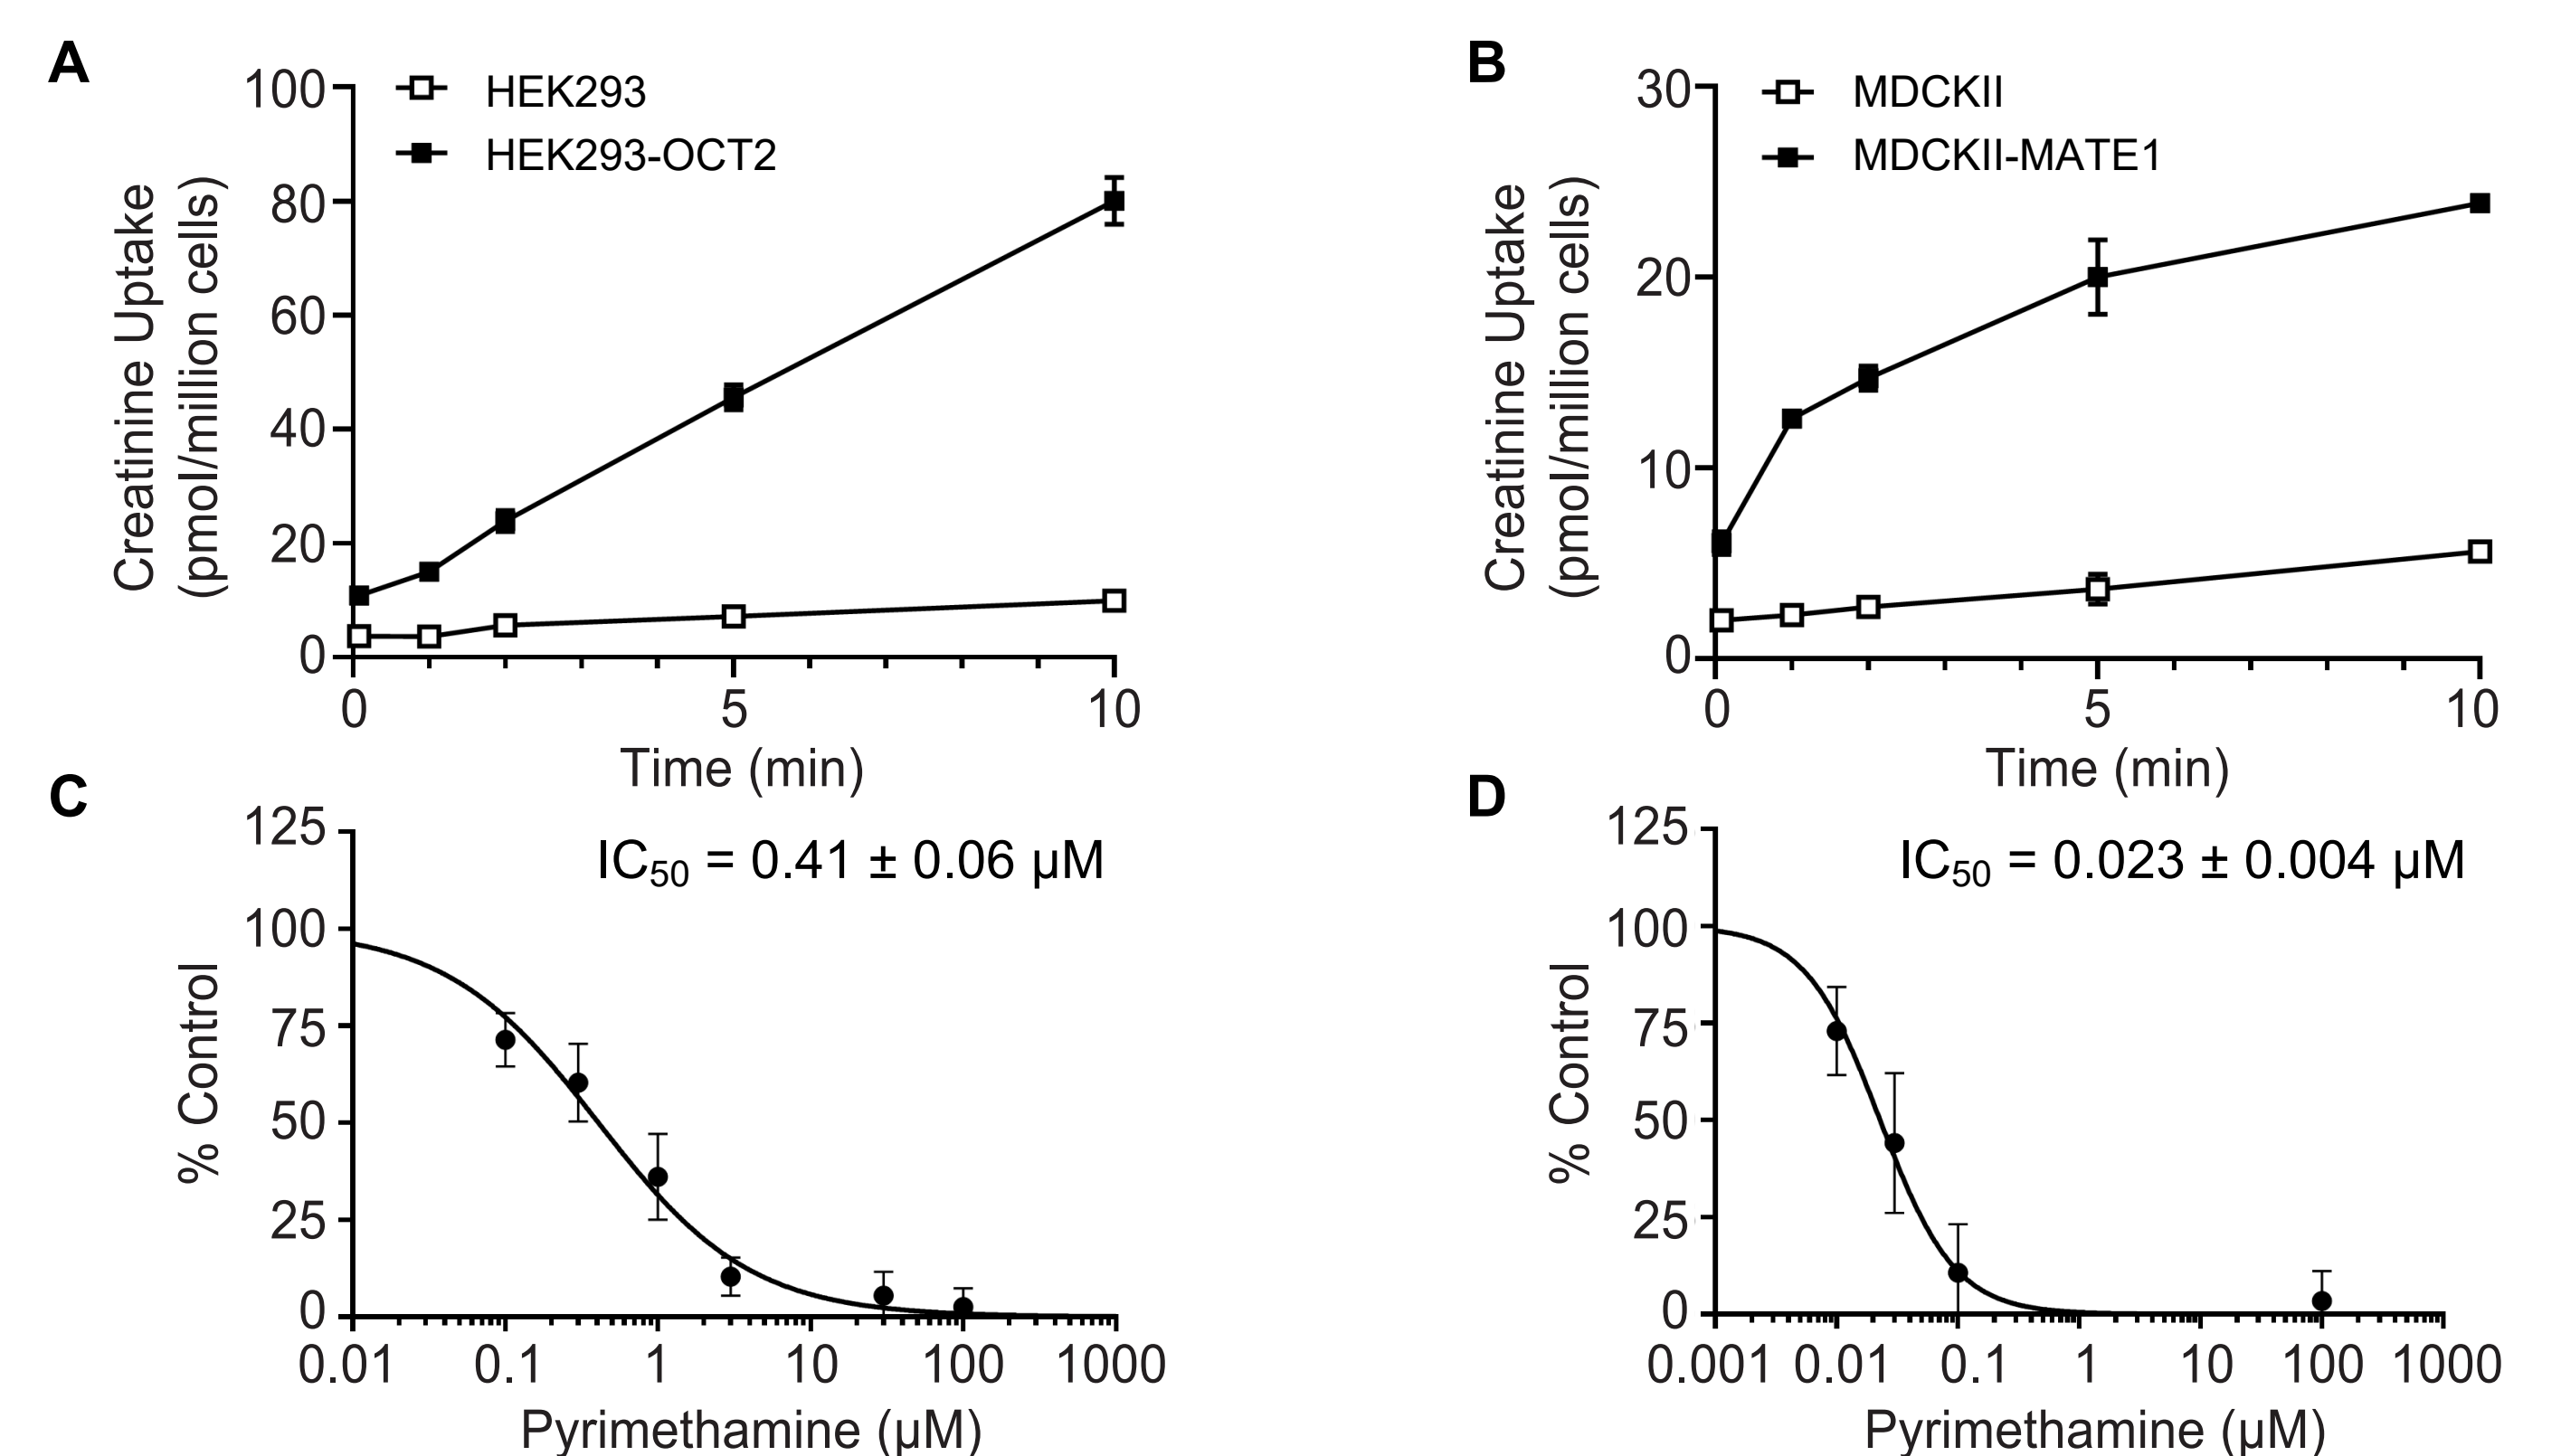 A
100
80
60
40
20
0
Creatinine Uptake
(pmol/million cells)
HEK293
HEK293-OCT2
0 5 10
Time (min)
B
30
20
10
0
Creatinine Uptake
(pmol/million cells)
MDCKII
MDCKII-MATE1
0 5 10
Time (min)
C
125
100
75
50
25
0
% Control
IC50 = 0.41 ± 0.06 µM
0.01 0.1 1 10 100 1000
Pyrimethamine (µM)
D
125
100
75
50
25
0
% Control
IC50 = 0.023 ± 0.004 µM
0.001 0.01 0.1 1 10 100 1000
Pyrimethamine (µM)